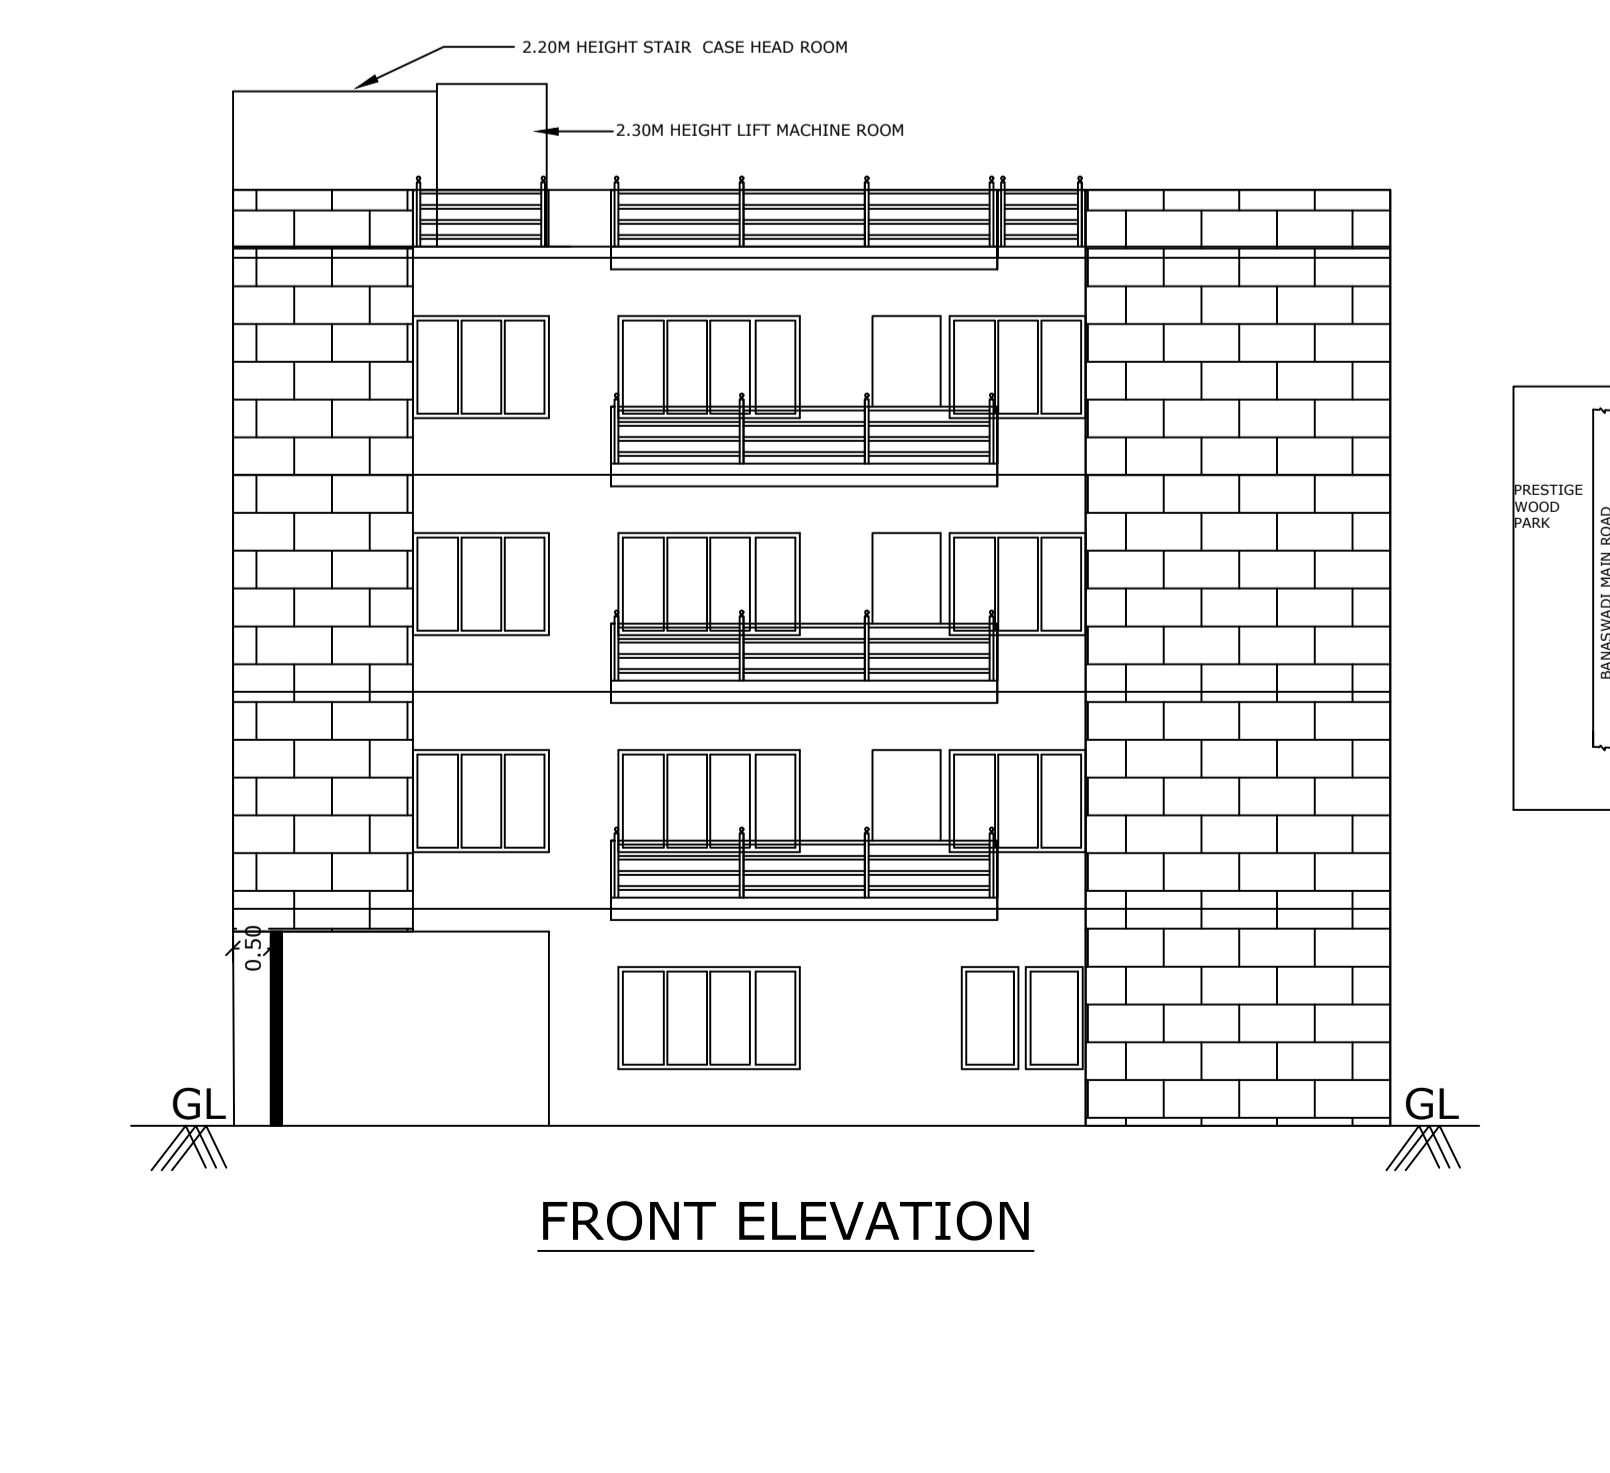 2.20M HEIGHT STAIR  CASE HEAD ROOM
2.30M HEIGHT LIFT MACHINE ROOM
PRESTIGE
WOOD
PARK
BANASWADI MAIN ROAD
0.50
GL
GL
FRONT ELEVATION